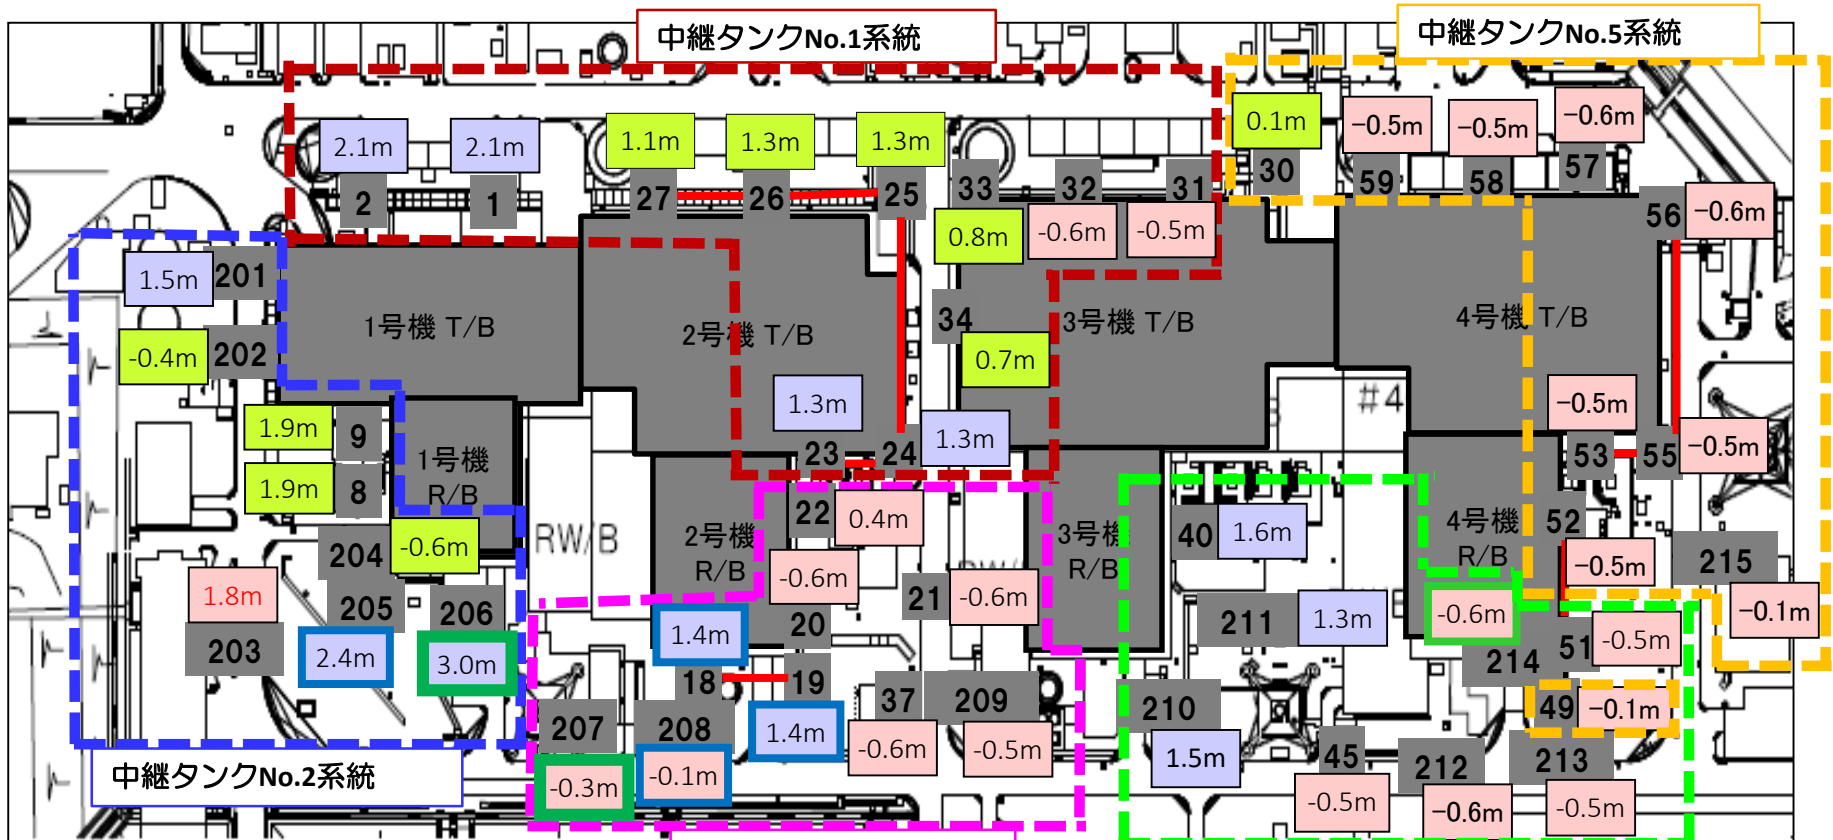 中継タンクNo.1系統
中継タンクNo.5系統
2.1m
2.1m
1.1m
1.3m
1.3m
0.1m
−0.5m
−0.5m
−0.6m
2
1
27
26
25
33
32
31
30
59
58
57
0.8m
-0.6m
-0.5m
56
−0.6m
1.5m
201
-0.4m
202
1号機 T/B
2号機 T/B
34
3号機 T/B
4号機 T/B
0.7m
1.3m
#4
−0.5m
1.9m
9
1.3m
23
24
53
55
−0.5m
1.9m
8
1号機
R/B
22
0.4m
40
1.6m
4号機
R/B
52
204
-0.6m
RW/B
2号機
R/B
-0.6m
3号機
R/B
−0.5m
215
1.8m
205
206
21
-0.6m
211
1.3m
-0.6m
−0.1m
203
2.4m
3.0m
1.4m
20
214
51
-0.5m
18
19
37
209
210
49
−0.1m
207
208
1.4m
-0.6m
-0.5m
1.5m
45
212
213
中継タンクNo.2系統
-0.3m
-0.1m
-0.5m
−0.6m
-0.5m